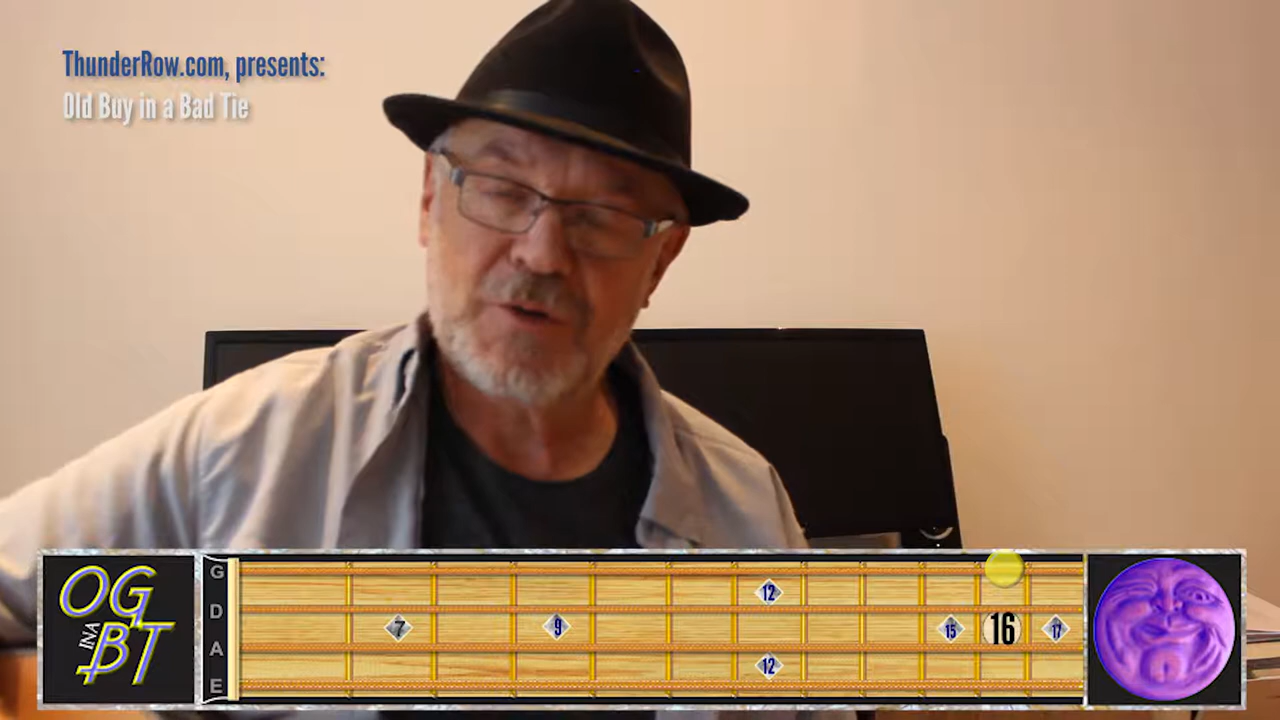 ThunderRow.com, presents:
Old Buy in a Bad Tie
OG
INA
BT
G
D
A
E
12
7
9
15
16
17
12